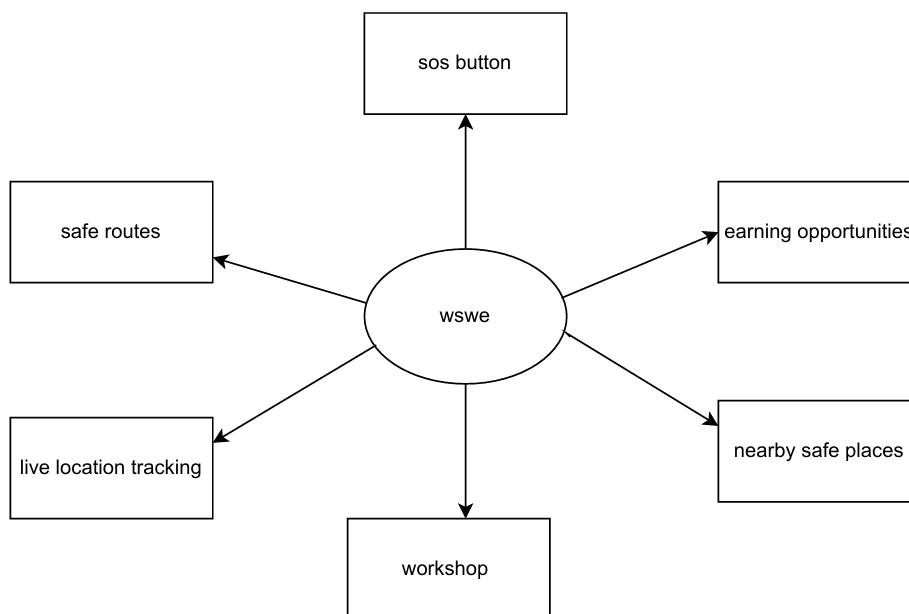 sos button
safe routes
earning opportunities
wswe
live location tracking
nearby safe places
workshop